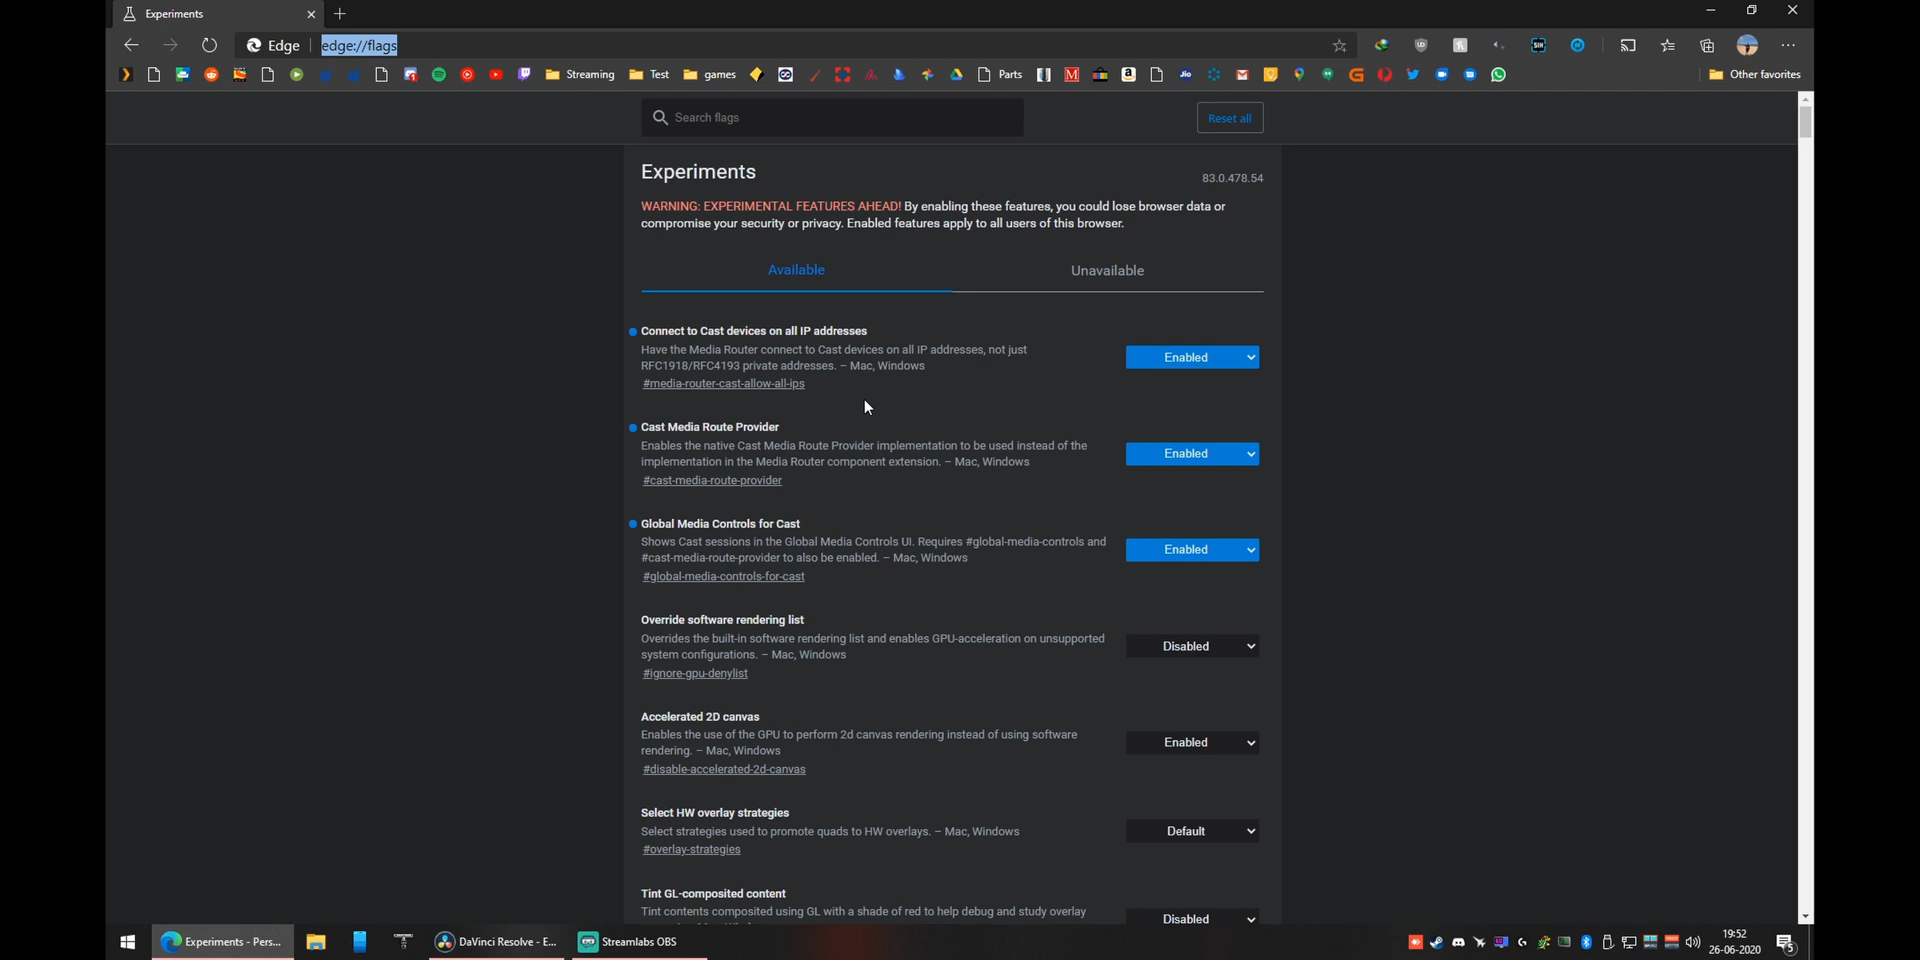 Experiments
Edge
edge://flags
Streaming
Test
games
Parts
Other favorites
Search flags
Reset all
Experiments
83.0.478.54
WARNING: EXPERIMENTAL FEATURES AHEAD! By enabling these features, you could lose browser data or
compromise your security or privacy. Enabled features apply to all users of this browser.
Available
Unavailable
Connect to Cast devices on all IP addresses
Have the Media Router connect to Cast devices on all IP addresses, not just
RFC1918/RFC4193 private addresses. – Mac, Windows
#media-router-cast-allow-all-ips
Enabled
Cast Media Route Provider
Enables the native Cast Media Route Provider implementation to be used instead of the
implementation in the Media Router component extension. – Mac, Windows
#cast-media-route-provider
Enabled
Global Media Controls for Cast
Shows Cast sessions in the Global Media Controls UI. Requires #global-media-controls and
#cast-media-route-provider to also be enabled. – Mac, Windows
#global-media-controls-for-cast
Enabled
Override software rendering list
Overrides the built-in software rendering list and enables GPU-acceleration on unsupported
system configurations. – Mac, Windows
#ignore-gpu-denylist
Disabled
Accelerated 2D canvas
Enables the use of the GPU to perform 2d canvas rendering instead of using software
rendering. – Mac, Windows
#disable-accelerated-2d-canvas
Enabled
Select HW overlay strategies
Select strategies used to promote quads to HW overlays. – Mac, Windows
#overlay-strategies
Default
Tint GL-composited content
Tint contents composited using GL with a shade of red to help debug and study overlay
Disabled
Experiments - Pers...
DaVinci Resolve - E...
Streamlabs OBS
19:52
26-06-2020
5